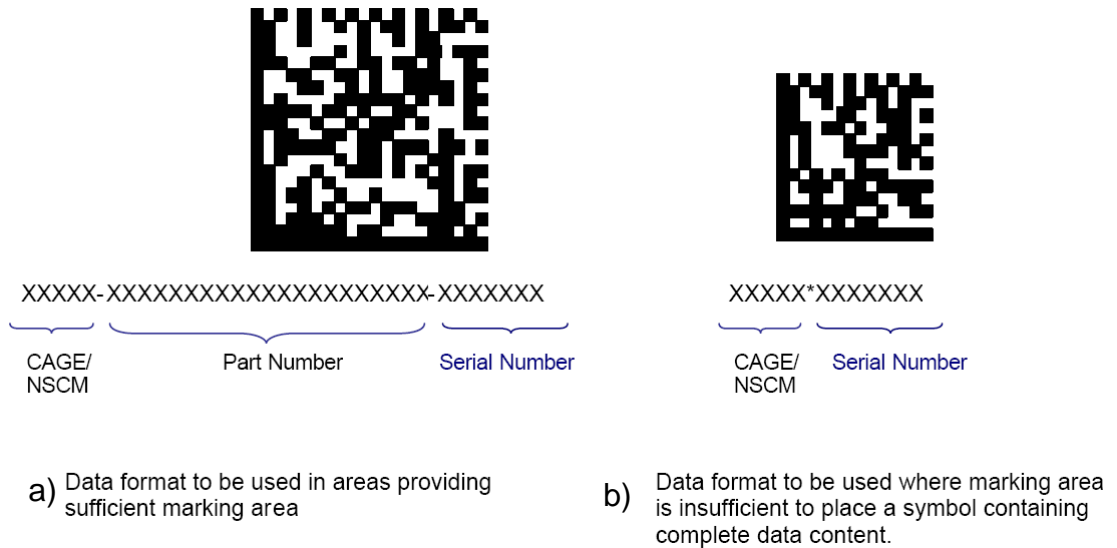 XXXXX-XXXXXXXXXXXXXXXXXXXXX-XXXXXXX
CAGE/
NSCM
Part Number
Serial Number
a) Data format to be used in areas providing
sufficient marking area
XXXXX*XXXXXXX
CAGE/
NSCM
Serial Number
b) Data format to be used where marking area
is insufficient to place a symbol containing
complete data content.